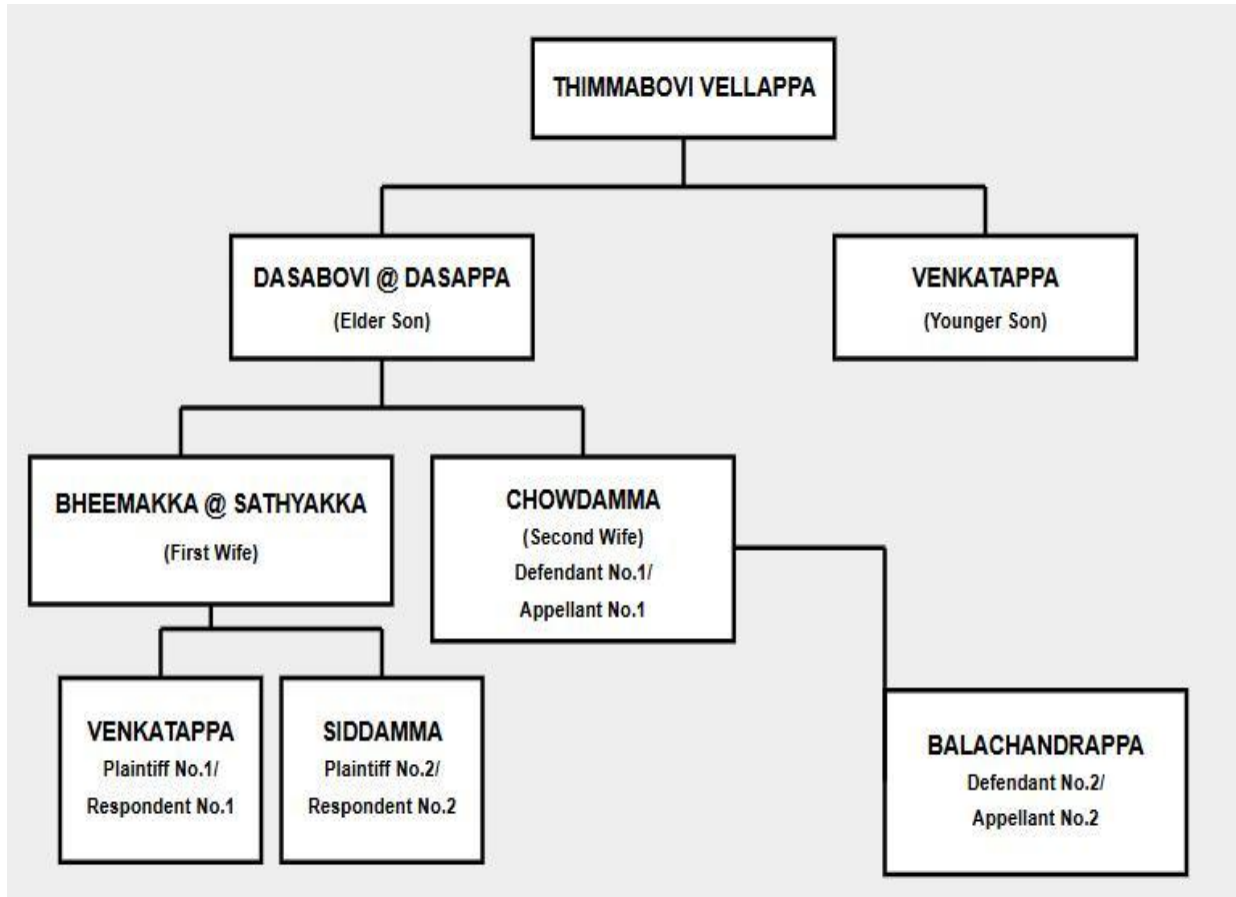 THIMMABOVI VELLAPPA
DASABOVI @ DASAPPA
(Elder Son)
VENKATAPPA
(Younger Son)
BHEEMAKKA @ SATHYAKKA
(First Wife)
CHOWDAMMA
(Second Wife)
Defendant No.1/
Appellant No.1
VENKATAPPA
Plaintiff No.1/
Respondent No.1
SIDDAMMA
Plaintiff No.2/
Respondent No.2
BALACHANDRAPPA
Defendant No.2/
Appellant No.2